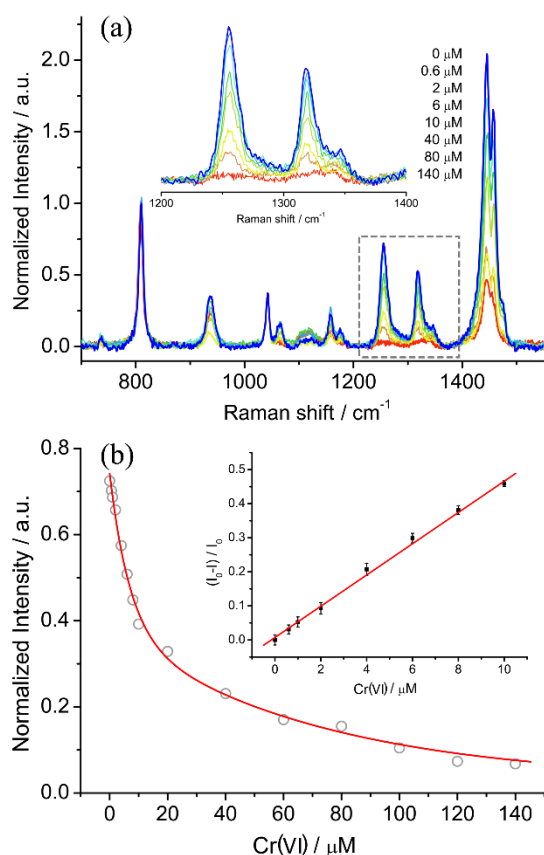 (a)
2.0
1.5
1.0
0.5
0.0
Normalized Intensity / a.u.
1200 1300 1400
Raman shift / cm⁻¹
0 μM
0.6 μM
2 μM
6 μM
10 μM
40 μM
80 μM
140 μM
800 1000 1200 1400
Raman shift / cm⁻¹
(b)
0.8
0.6
0.4
0.2
0.0
Normalized Intensity / a.u.
0.5
0.4
0.3
0.2
0.1
0.0
(I₀-I) / I₀
0 2 4 6 8 10
Cr(VI) / μM
0 20 40 60 80 100 120 140
Cr(VI) / μM